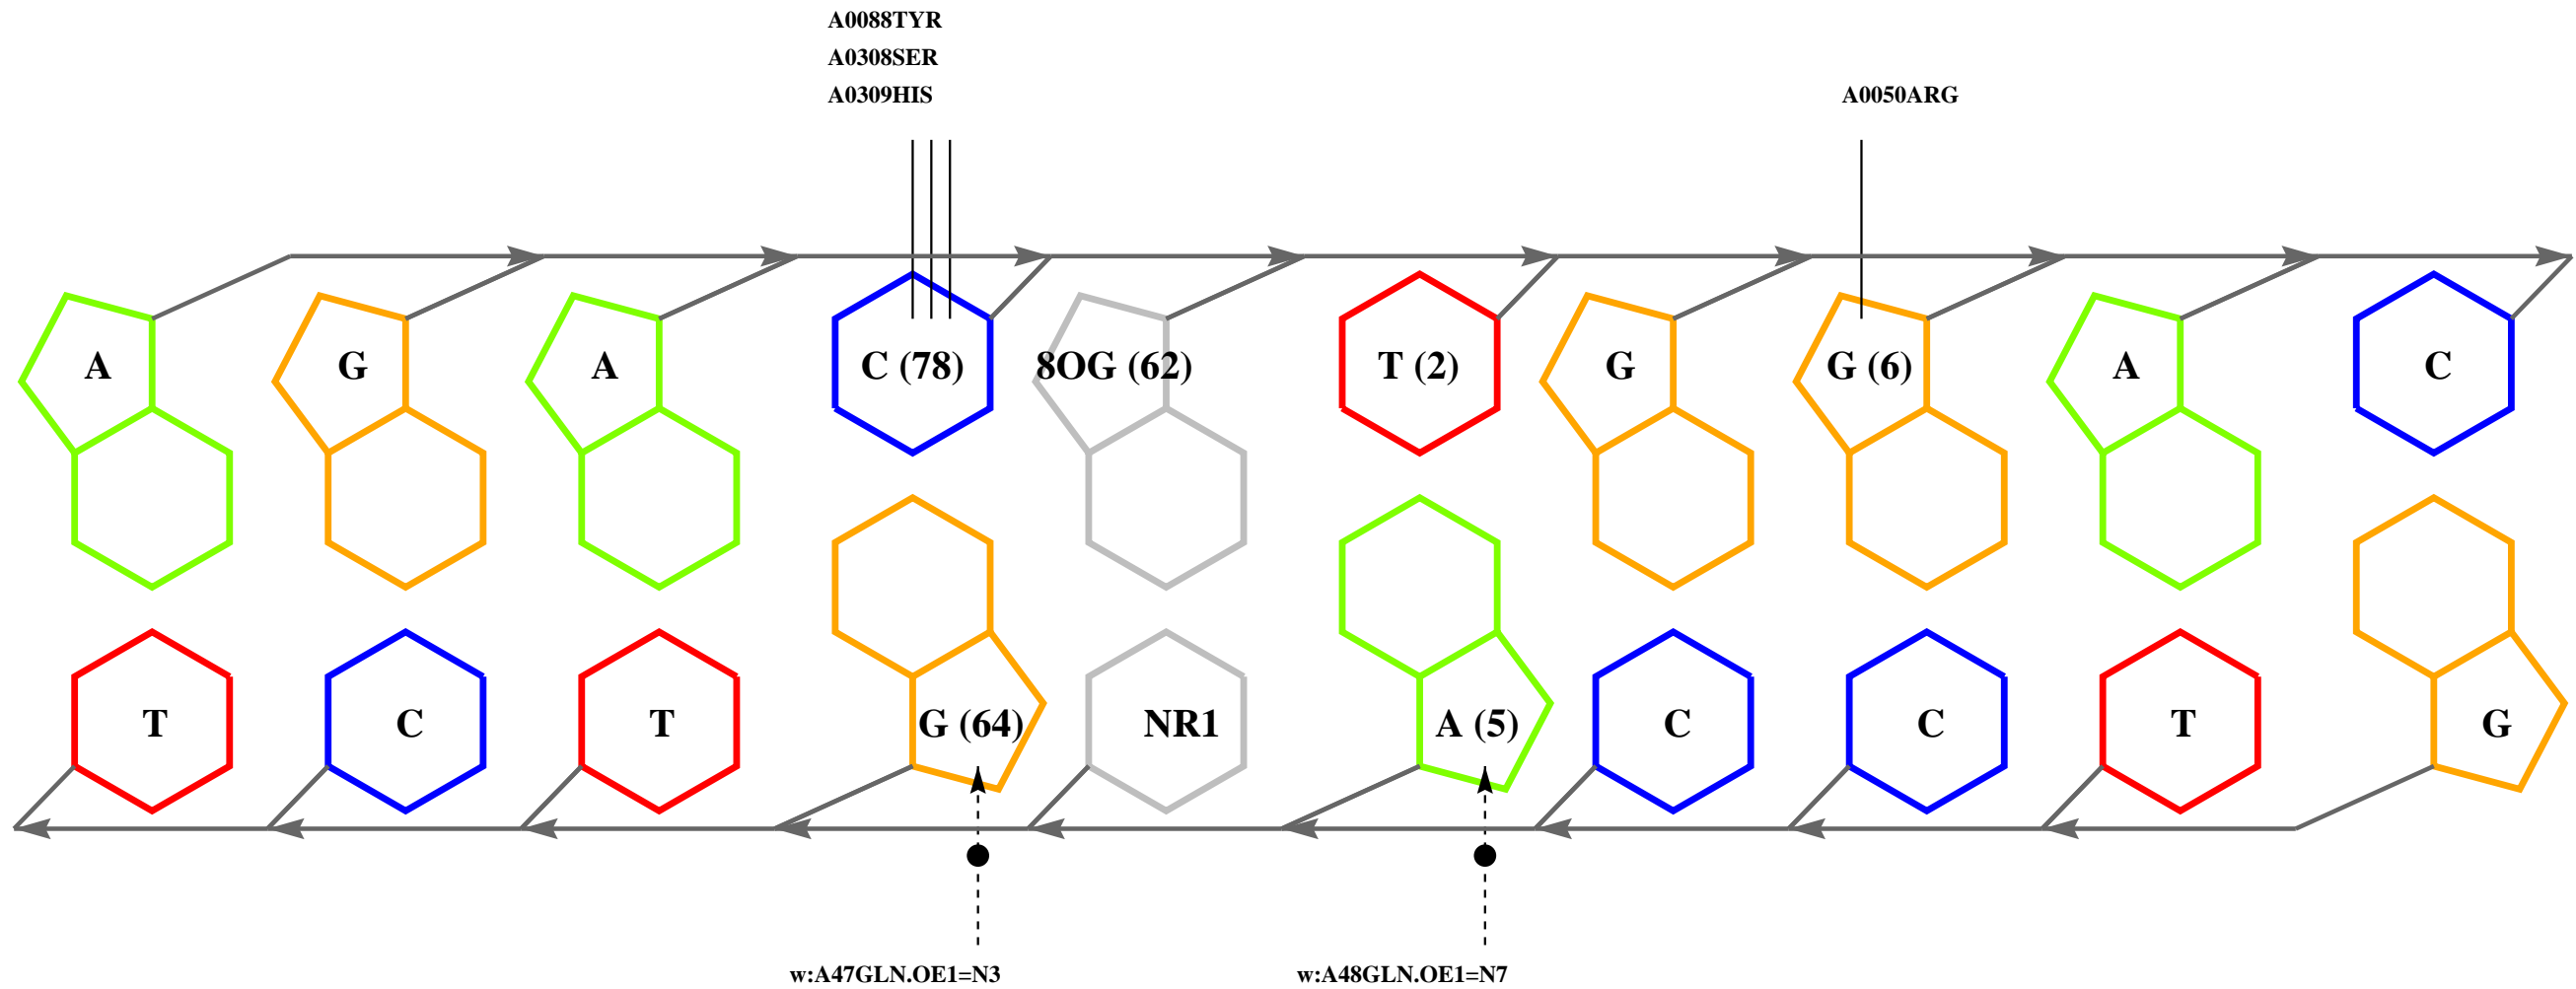 A0088TYR
A0308SER
A0309HIS
A0050ARG
A G A C (78) 8OG (62) T (2) G G (6) A C
T C T G (64) NR1 A (5) C C T G
w:A47GLN.OE1=N3 w:A48GLN.OE1=N7